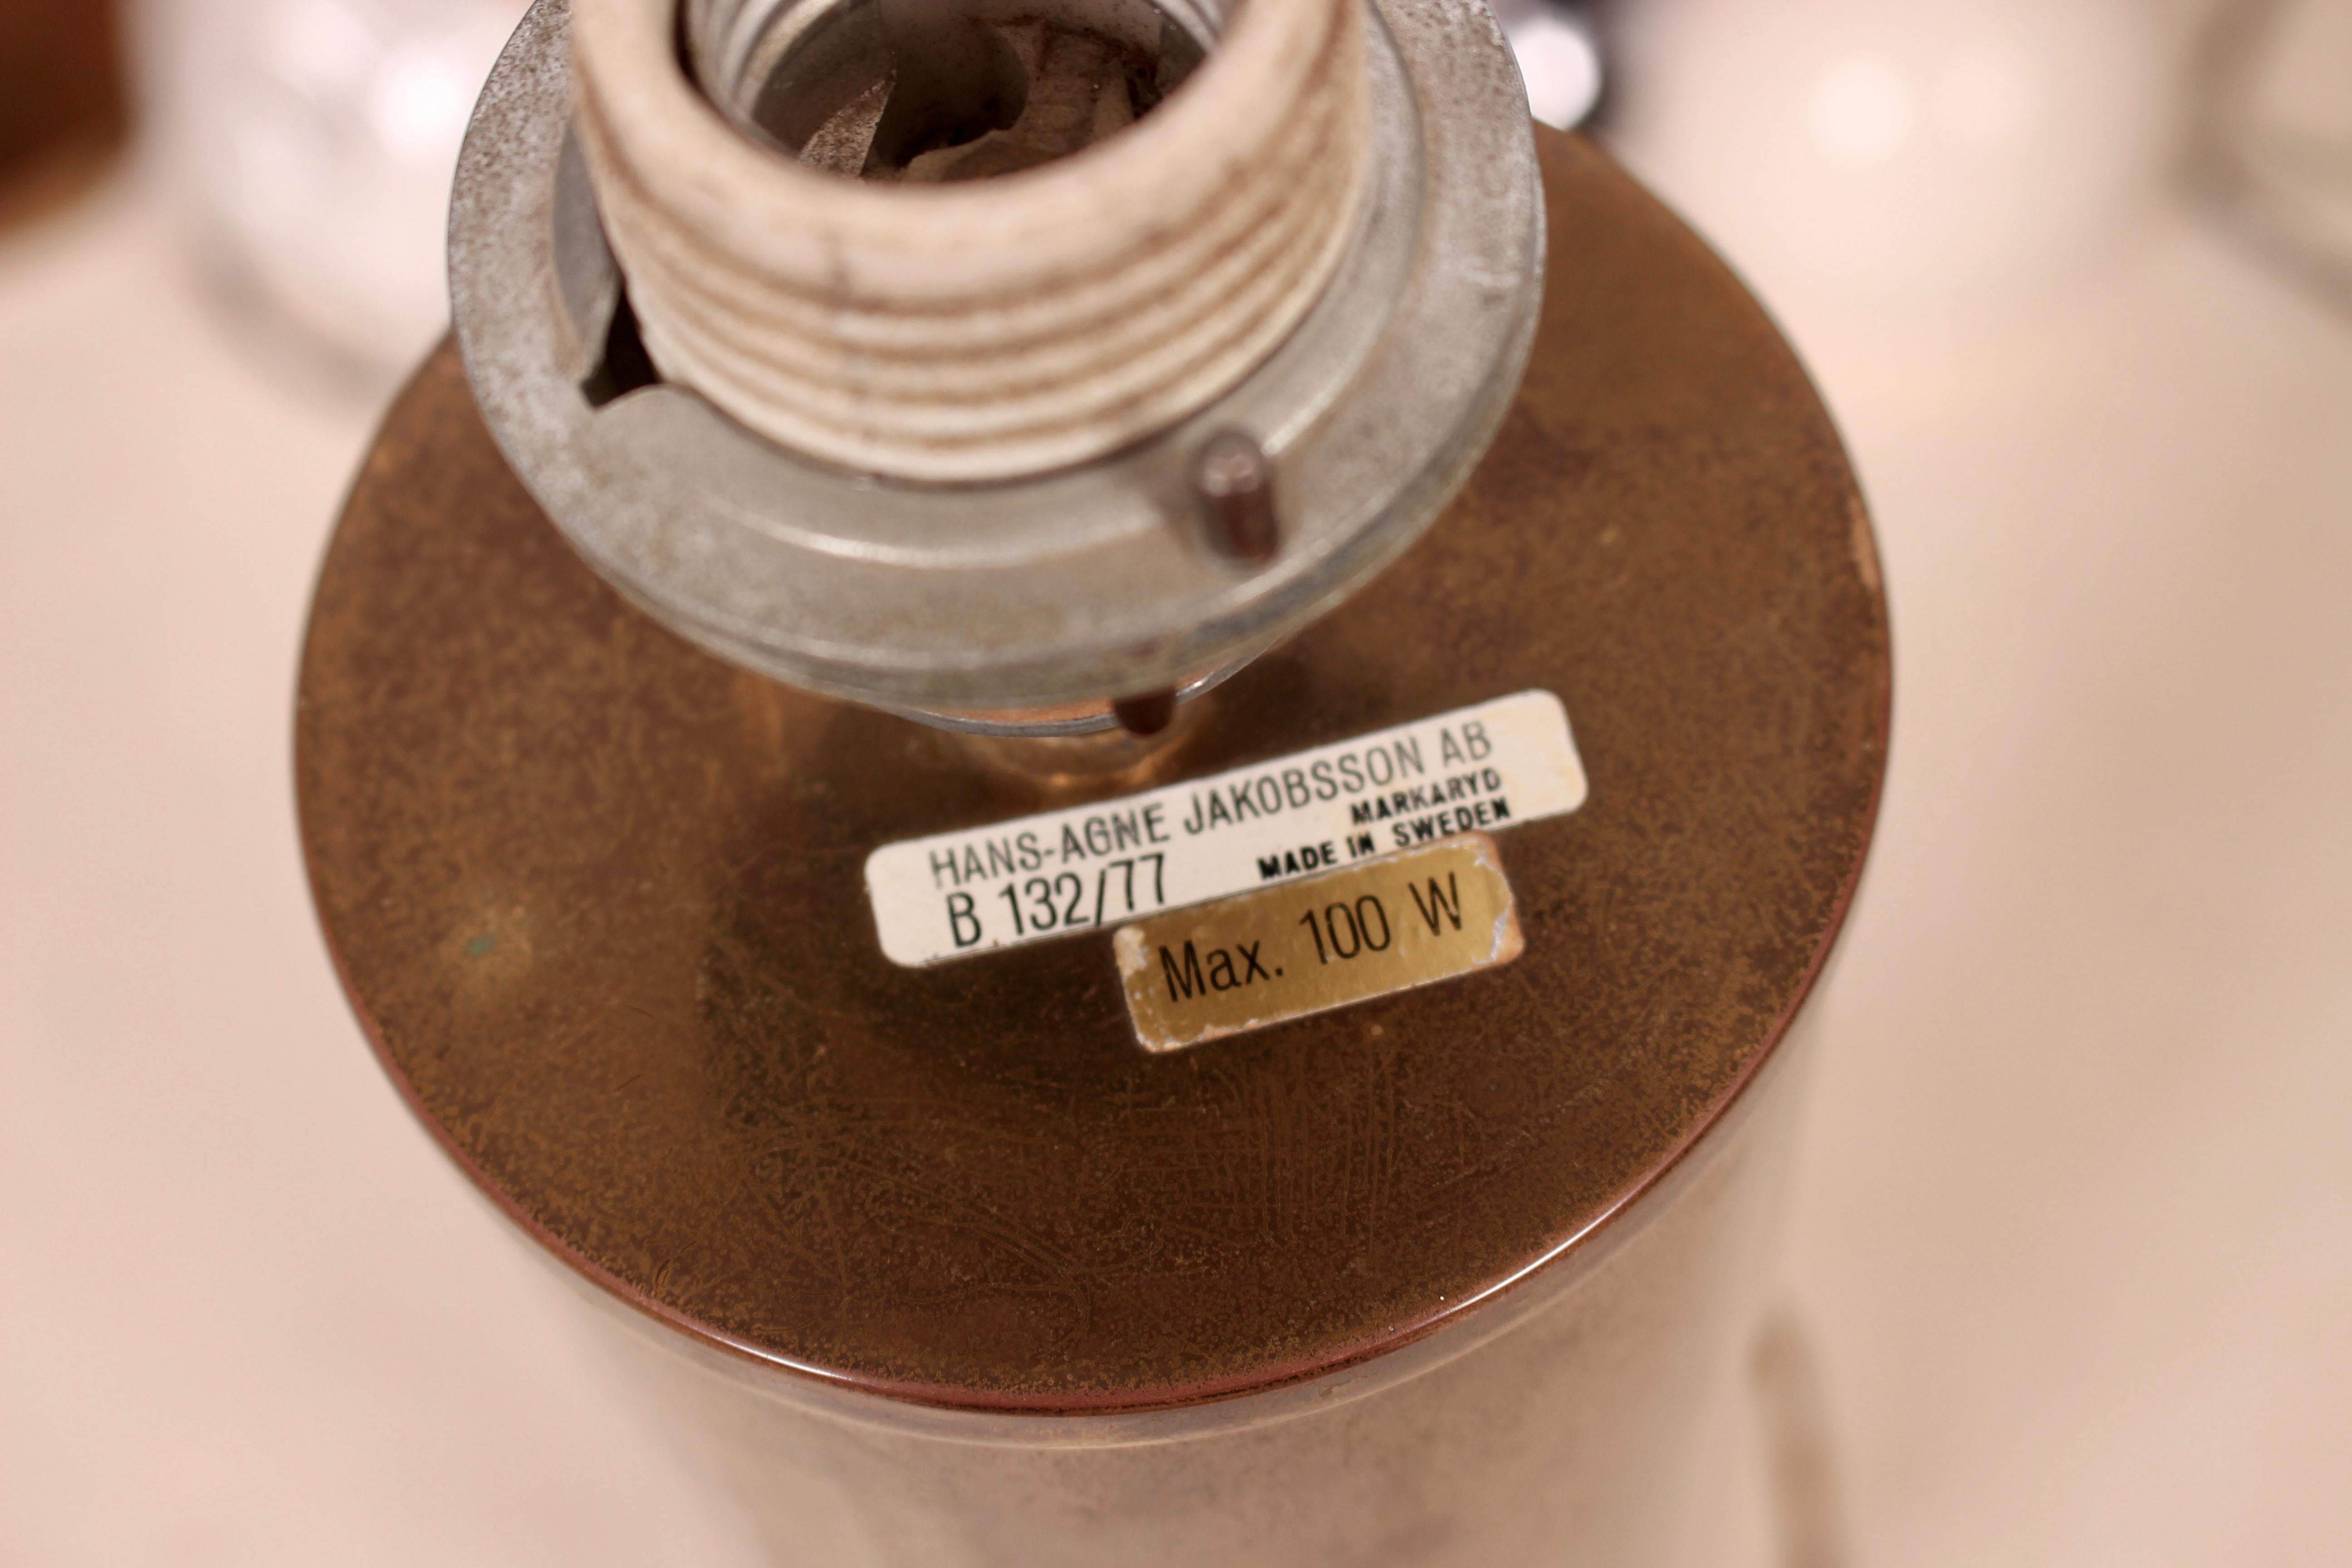 HANS-AGNE JAKOBSSON AB
MARKARYD
B.132/77 MADE IN SWEDEN
Max. 100 W